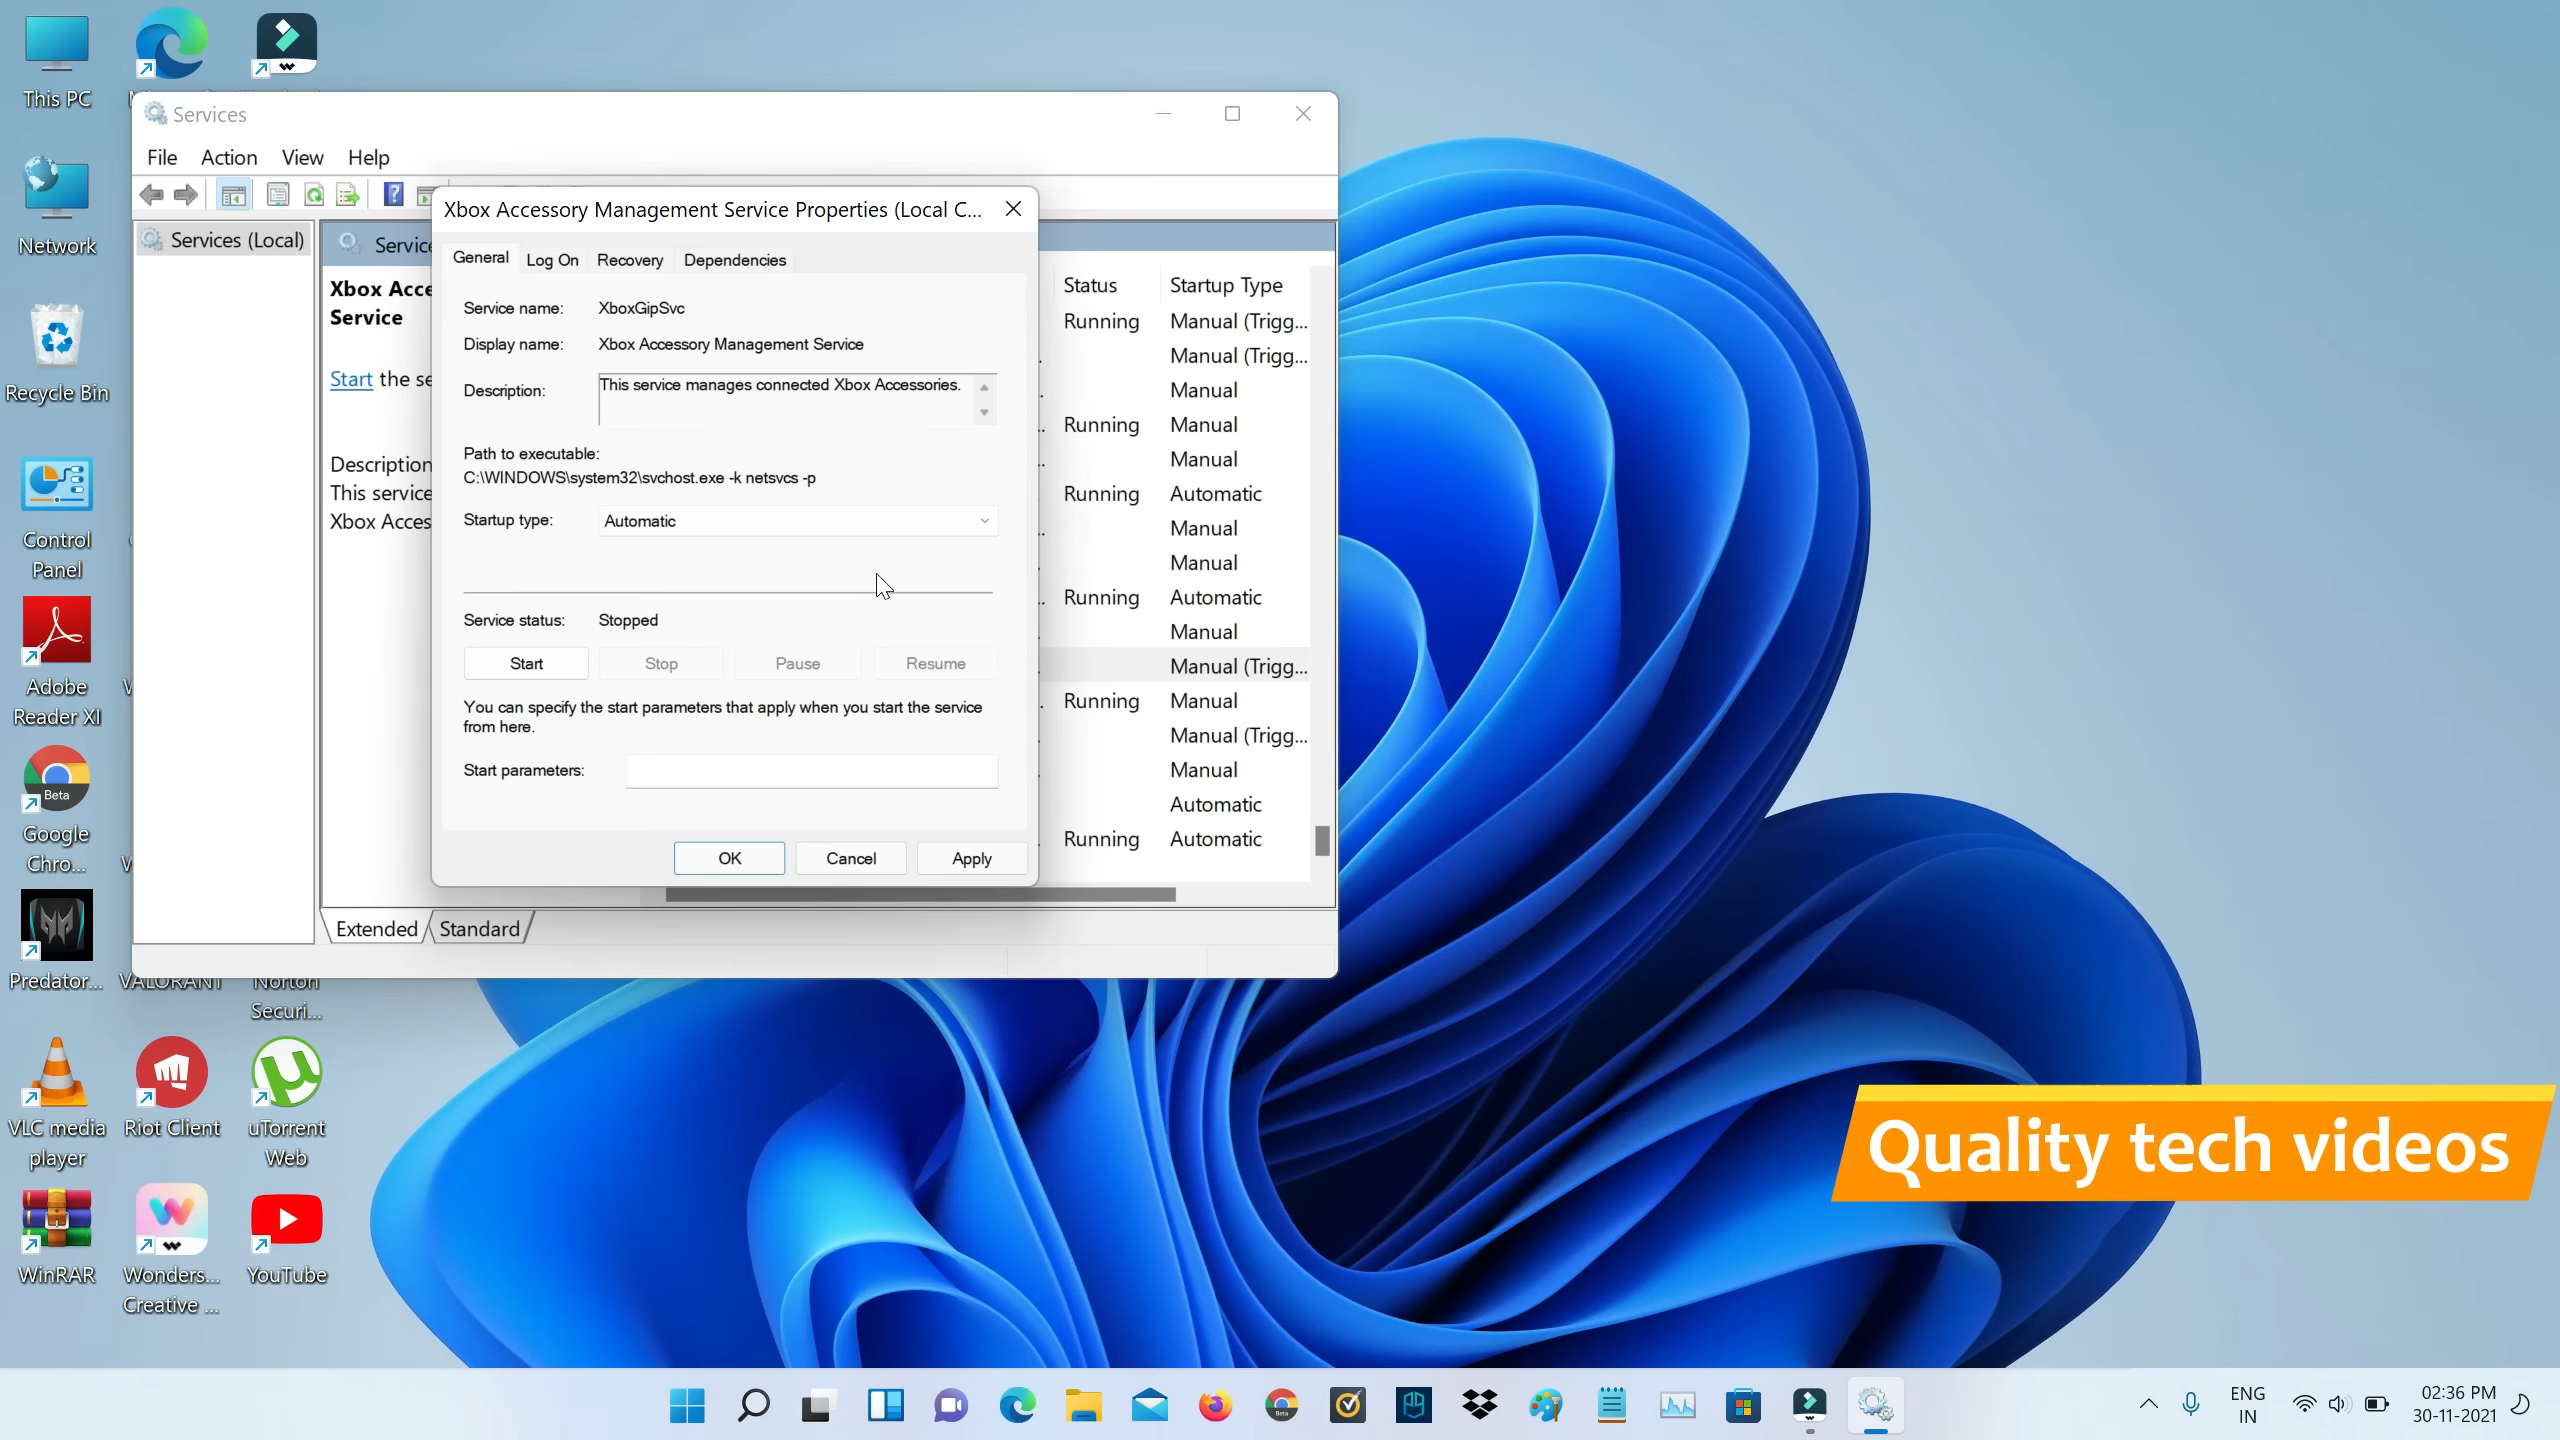 This PC
Network
Recycle Bin
Control
Panel
Adobe
Reader XI
Beta
Google
Chro...
Predator...
VALORANT
Norton
Securi...
VLC media
player
Riot Client
uTorrent
Web
WinRAR
Wonders...
Creative ...
YouTube
Services
File Action View Help
Services (Local)
Service
Xbox Acce
Service
Start the se
Description
This service
Xbox Acces
Status Startup Type
Running Manual (Trigg...
Manual (Trigg...
Manual
Running Manual
Manual
Running Automatic
Manual
Manual
Running Automatic
Manual
Manual (Trigg...
Running Manual
Manual (Trigg...
Manual
Automatic
Running Automatic
Extended Standard
Xbox Accessory Management Service Properties (Local C...
General Log On Recovery Dependencies
Service name: XboxGipSvc
Display name: Xbox Accessory Management Service
Description: This service manages connected Xbox Accessories.
Path to executable:
C:\WINDOWS\system32\svchost.exe -k netsvcs -p
Startup type: Automatic
Service status: Stopped
Start Stop Pause Resume
You can specify the start parameters that apply when you start the service
from here.
Start parameters:
OK Cancel Apply
Quality tech videos
Beta
ENG
IN
02:36 PM
30-11-2021